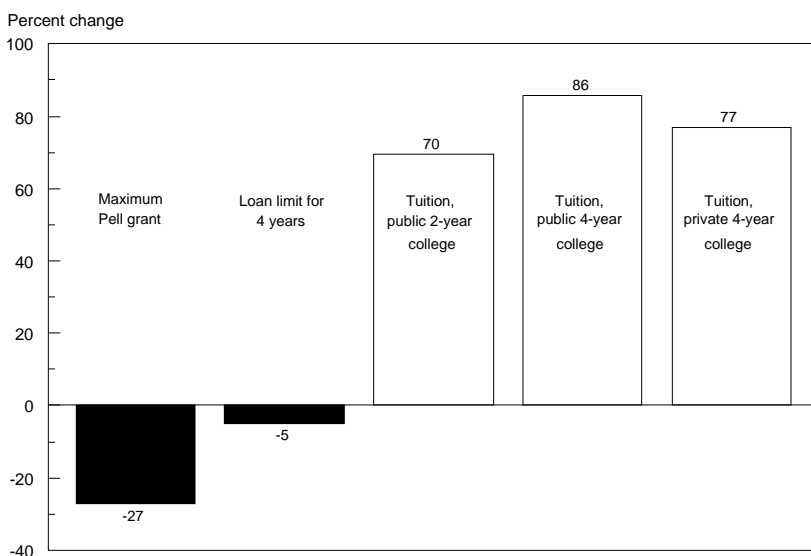 Percent change
100
80
60
40
20
0
-20
-40
Maximum
Pell grant
-27
Loan limit for
4 years
-5
70
Tuition,
public 2-year
college
86
Tuition,
public 4-year
college
77
Tuition,
private 4-year
college